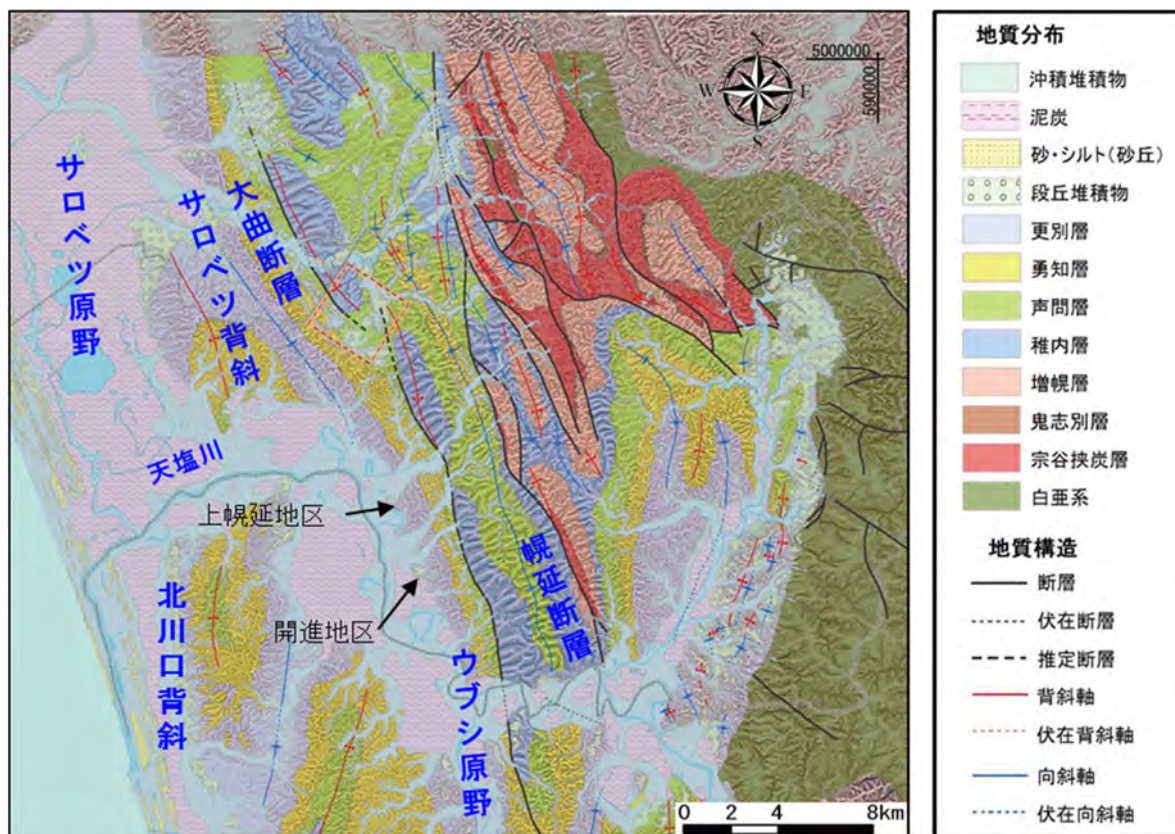 N
W
E
S
5000000
590000
サロベツ原野
サロベツ背斜
大曲断層
天塩川
上幌延地区
開進地区
幌延断層
北川口背斜
ウブシ原野
0 2 4 8km
地質分布
沖積堆積物
泥炭
砂・シルト(砂丘)
段丘堆積物
更別層
勇知層
声問層
稚内層
増幌層
鬼志別層
宗谷挟炭層
白亜系
地質構造
断層
伏在断層
推定断層
背斜軸
伏在背斜軸
向斜軸
伏在向斜軸